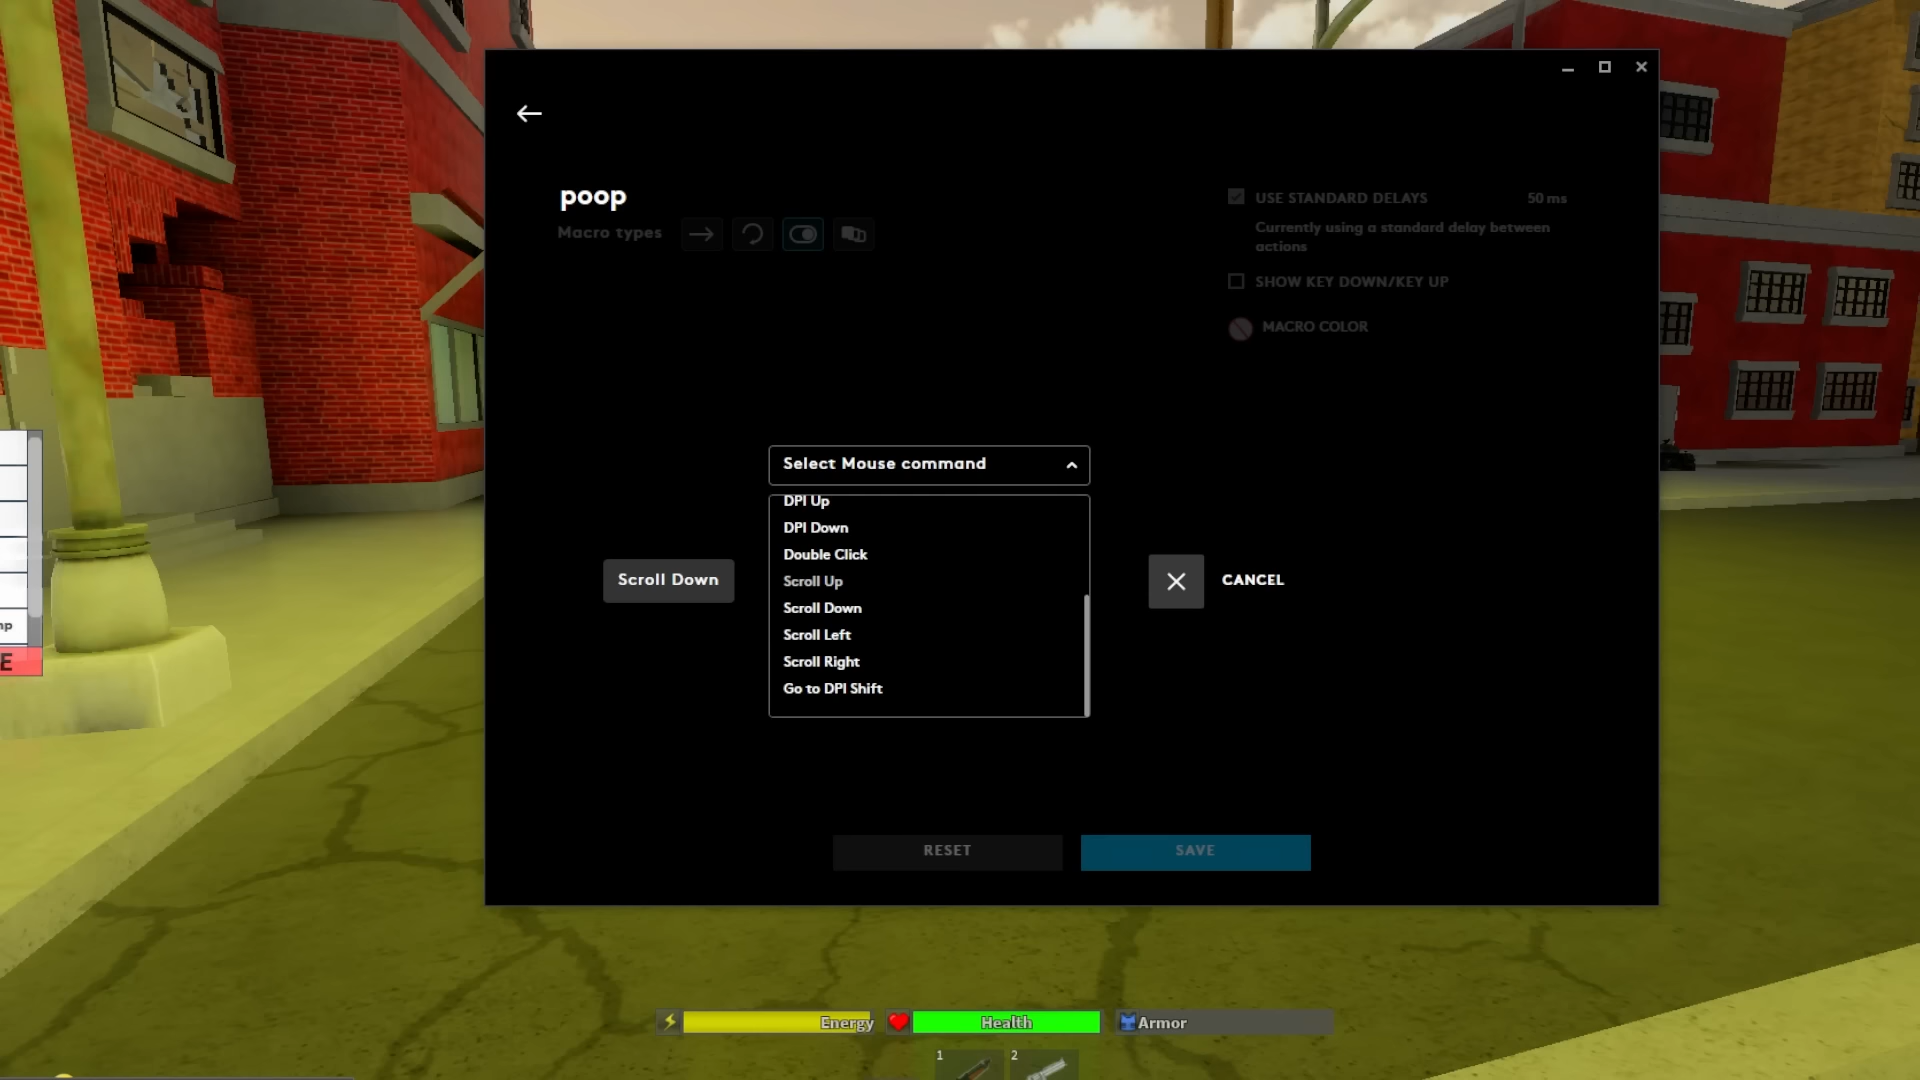 poop
Macro types
USE STANDARD DELAYS 50 ms
Currently using a standard delay between
actions
SHOW KEY DOWN/KEY UP
MACRO COLOR
Select Mouse command
DPI Up
DPI Down
Double Click
Scroll Up
Scroll Down
Scroll Left
Scroll Right
Go to DPI Shift
Scroll Down
CANCEL
RESET
SAVE
E
Energy
Health
Armor
1
2